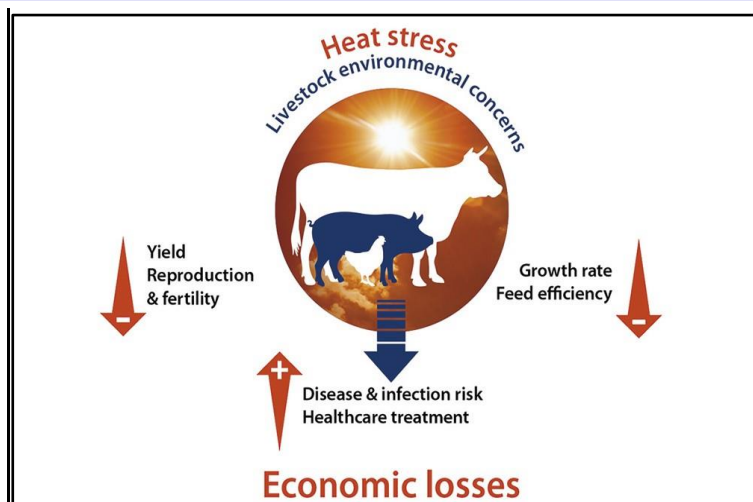 Heat stress
Livestock environmental concerns
Yield
Reproduction
& fertility
-
Growth rate
Feed efficiency
-
+
Disease & infection risk
Healthcare treatment
Economic losses